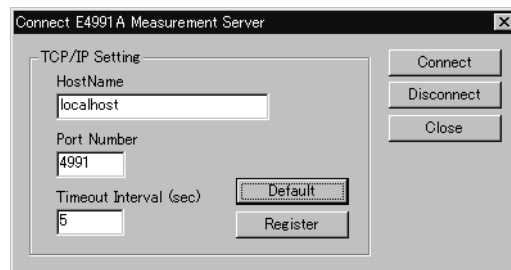 Connect E4991A Measurement Server
TCP/IP Setting
HostName
localhost
Port Number
4991
Timeout Interval (sec)
5
Default
Register
Connect
Disconnect
Close